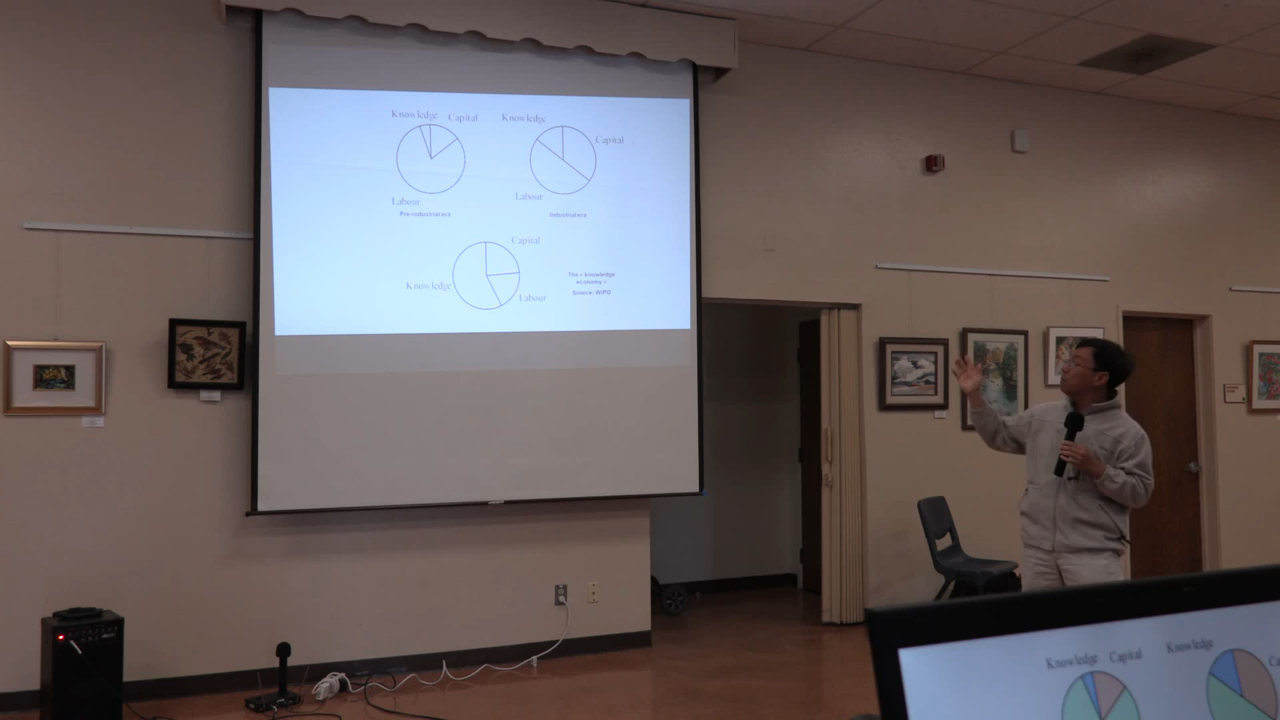 Knowledge Capital
Labour
Pre-industrial era
Knowledge
Capital
Labour
Industrial era
Capital
Knowledge
Labour
The « knowledge
economy »
Source: WIPO
Knowledge Capital
Knowledge